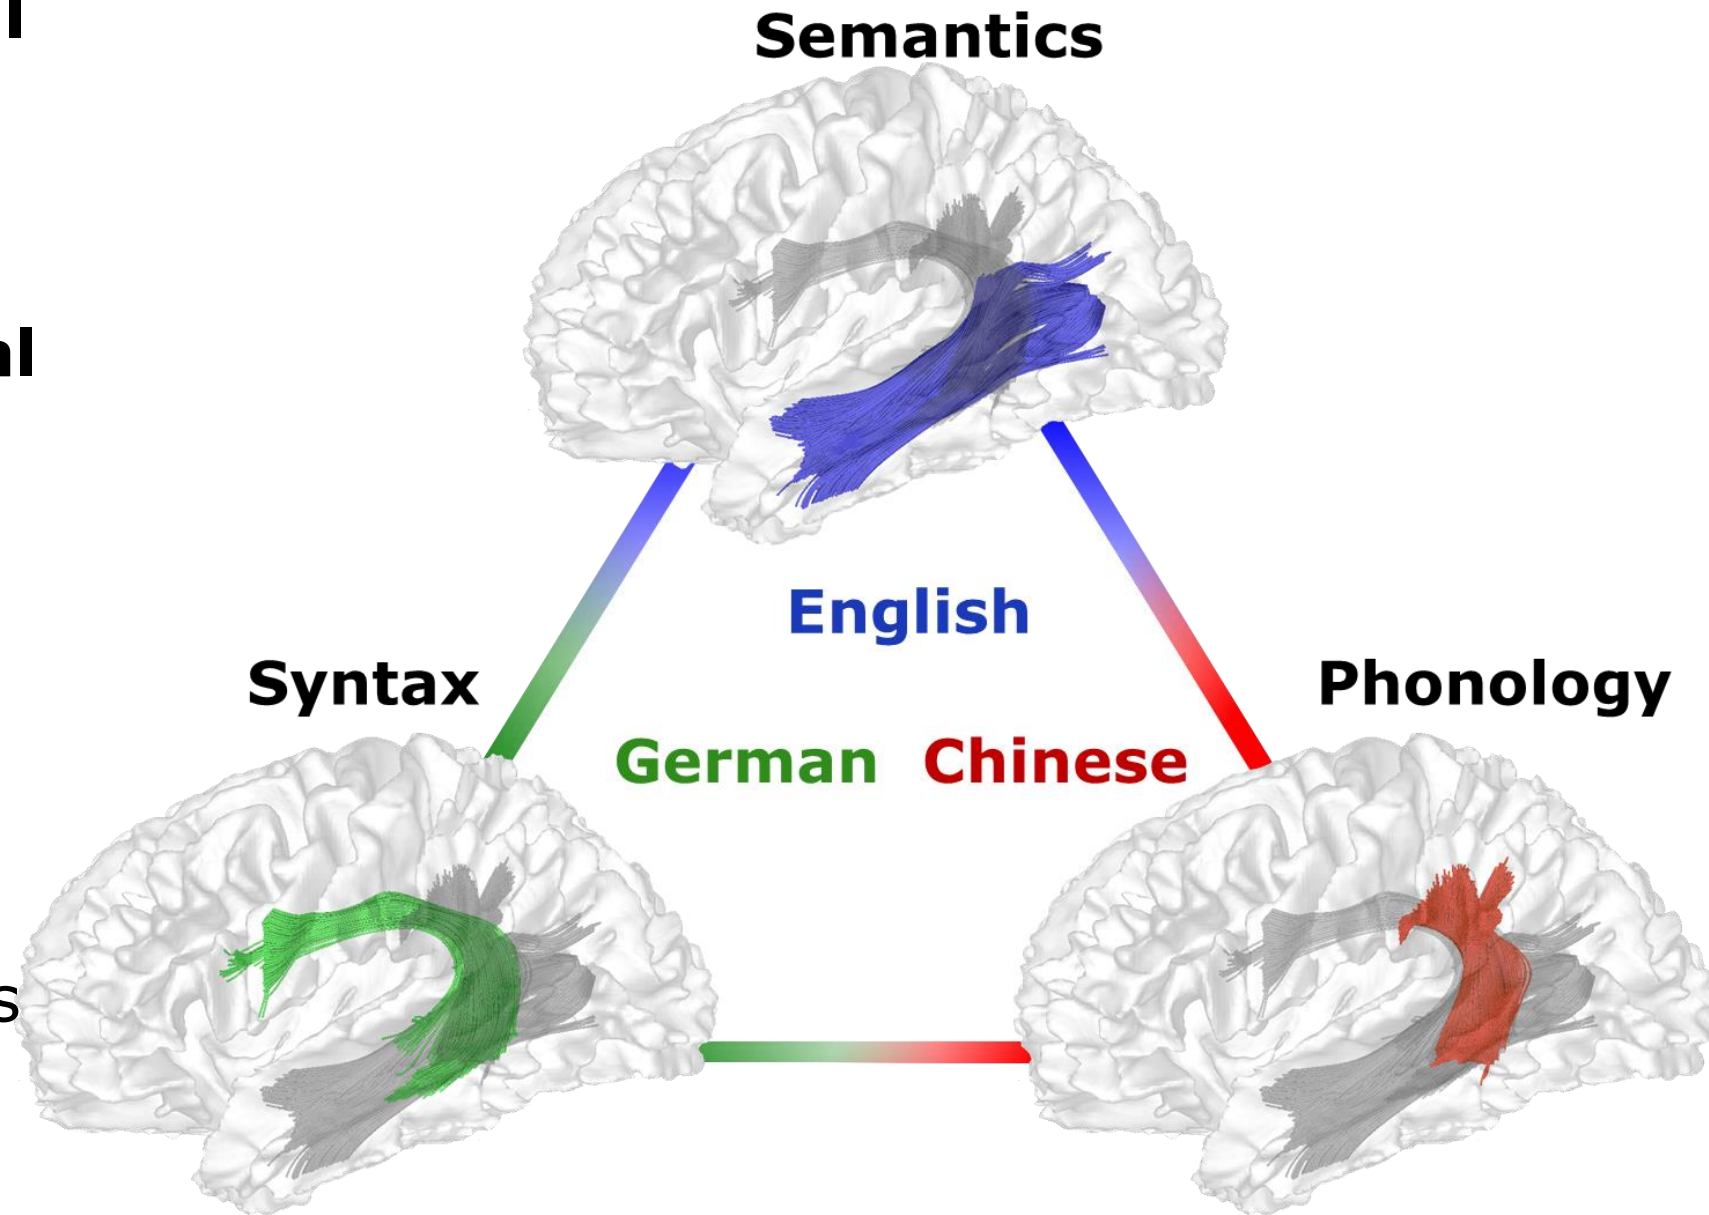 Semantics
English
Syntax
Phonology
German Chinese